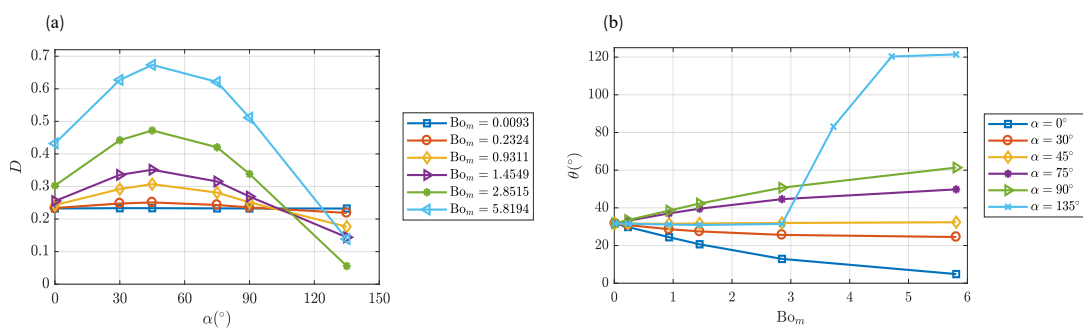 (a)
0.7
0.6
0.5
0.4
0.3
0.2
0.1
0
D
0 30 60 90 120 150
α(°)
Bo_m = 0.0093
Bo_m = 0.2324
Bo_m = 0.9311
Bo_m = 1.4549
Bo_m = 2.8515
Bo_m = 5.8194
(b)
120
100
80
60
40
20
0
θ(°)
0 1 2 3 4 5 6
Bo_m
α = 0°
α = 30°
α = 45°
α = 75°
α = 90°
α = 135°